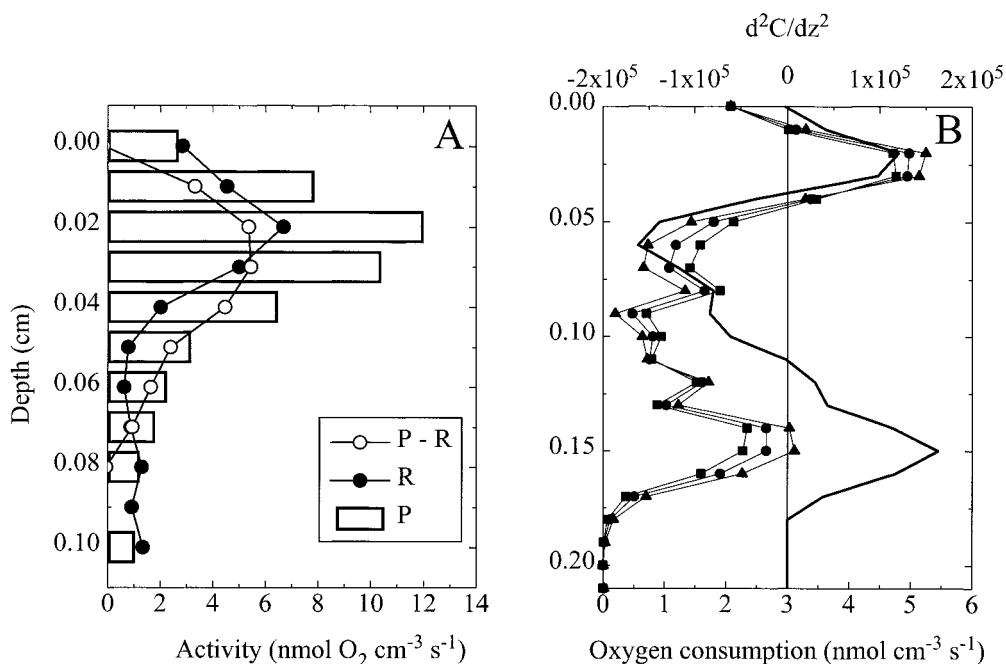 d²C/dz²
-2x10⁵ -1x10⁵ 0 1x10⁵ 2x10⁵
A
B
0.00
0.02
0.04
0.06
0.08
0.10
Depth (cm)
P - R
R
P
0 2 4 6 8 10 12 14
Activity (nmol O₂ cm⁻³ s⁻¹)
0.00
0.05
0.10
0.15
0.20
0 1 2 3 4 5 6
Oxygen consumption (nmol cm⁻³ s⁻¹)